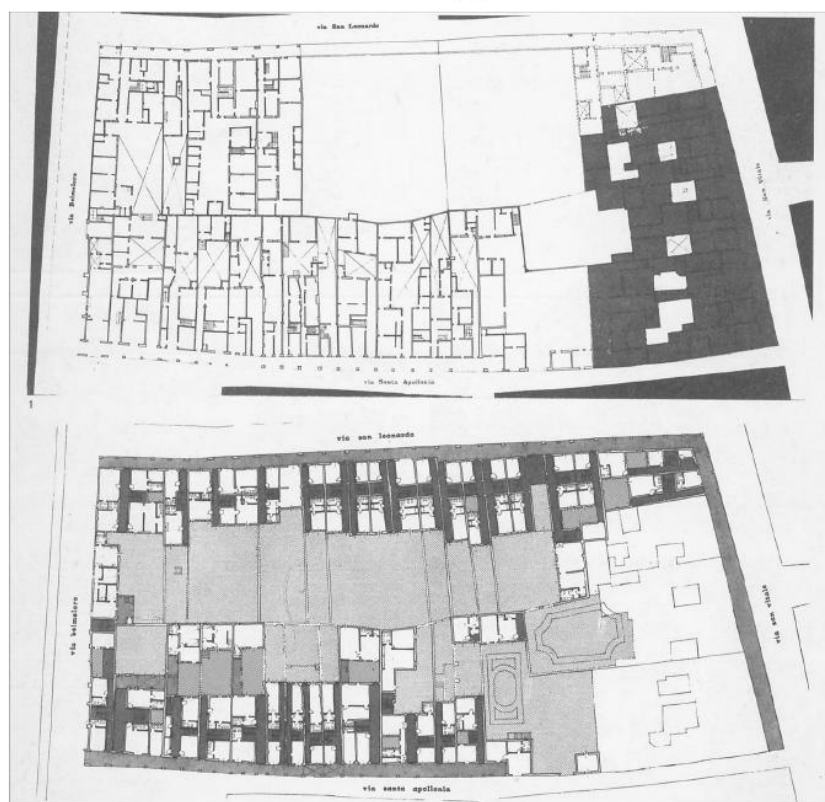 via San Leonardo
via Belmeloro
via San Vitale
via Santa Apollonia
1
via san leonardo
via belmeloro
via san vitale
via santa apollonia